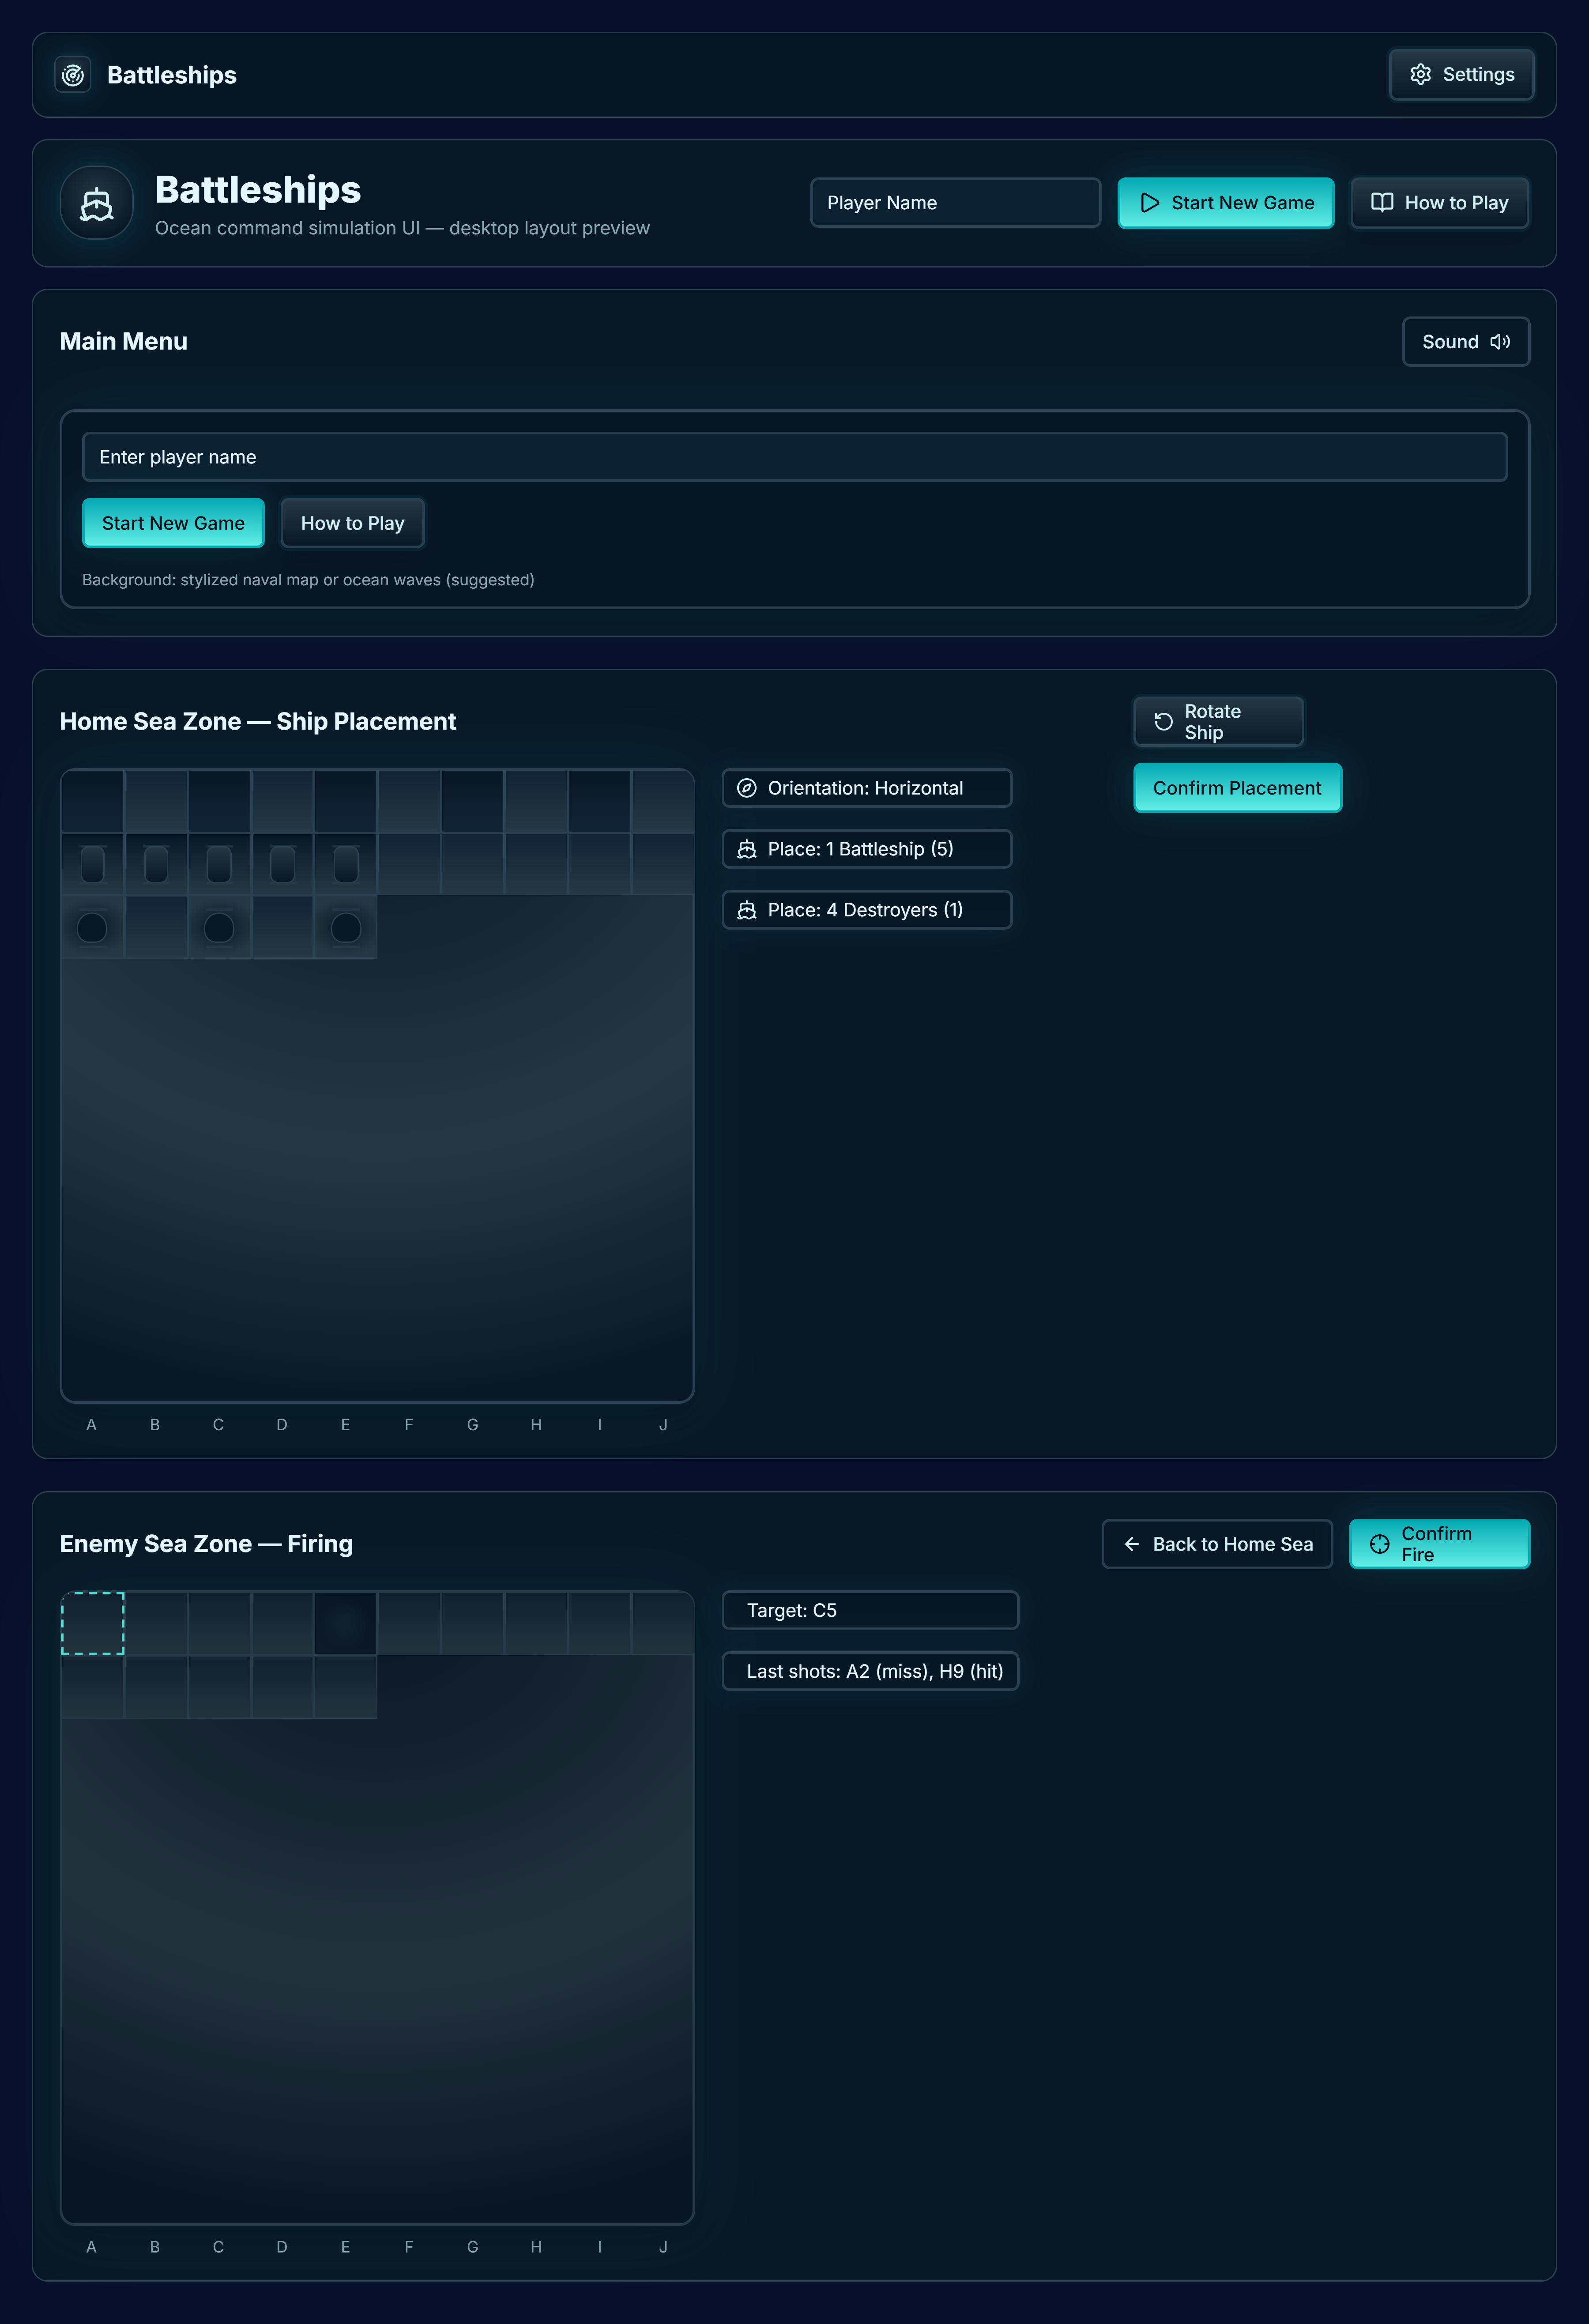 Battleships
Settings
Battleships
Ocean command simulation UI — desktop layout preview
Player Name
Start New Game
How to Play
Main Menu
Sound
Enter player name
Start New Game
How to Play
Background: stylized naval map or ocean waves (suggested)
Home Sea Zone — Ship Placement
Rotate
Ship
Orientation: Horizontal
Confirm Placement
Place: 1 Battleship (5)
Place: 4 Destroyers (1)
A B C D E F G H I J
Enemy Sea Zone — Firing
Back to Home Sea
Confirm
Fire
Target: C5
Last shots: A2 (miss), H9 (hit)
A B C D E F G H I J